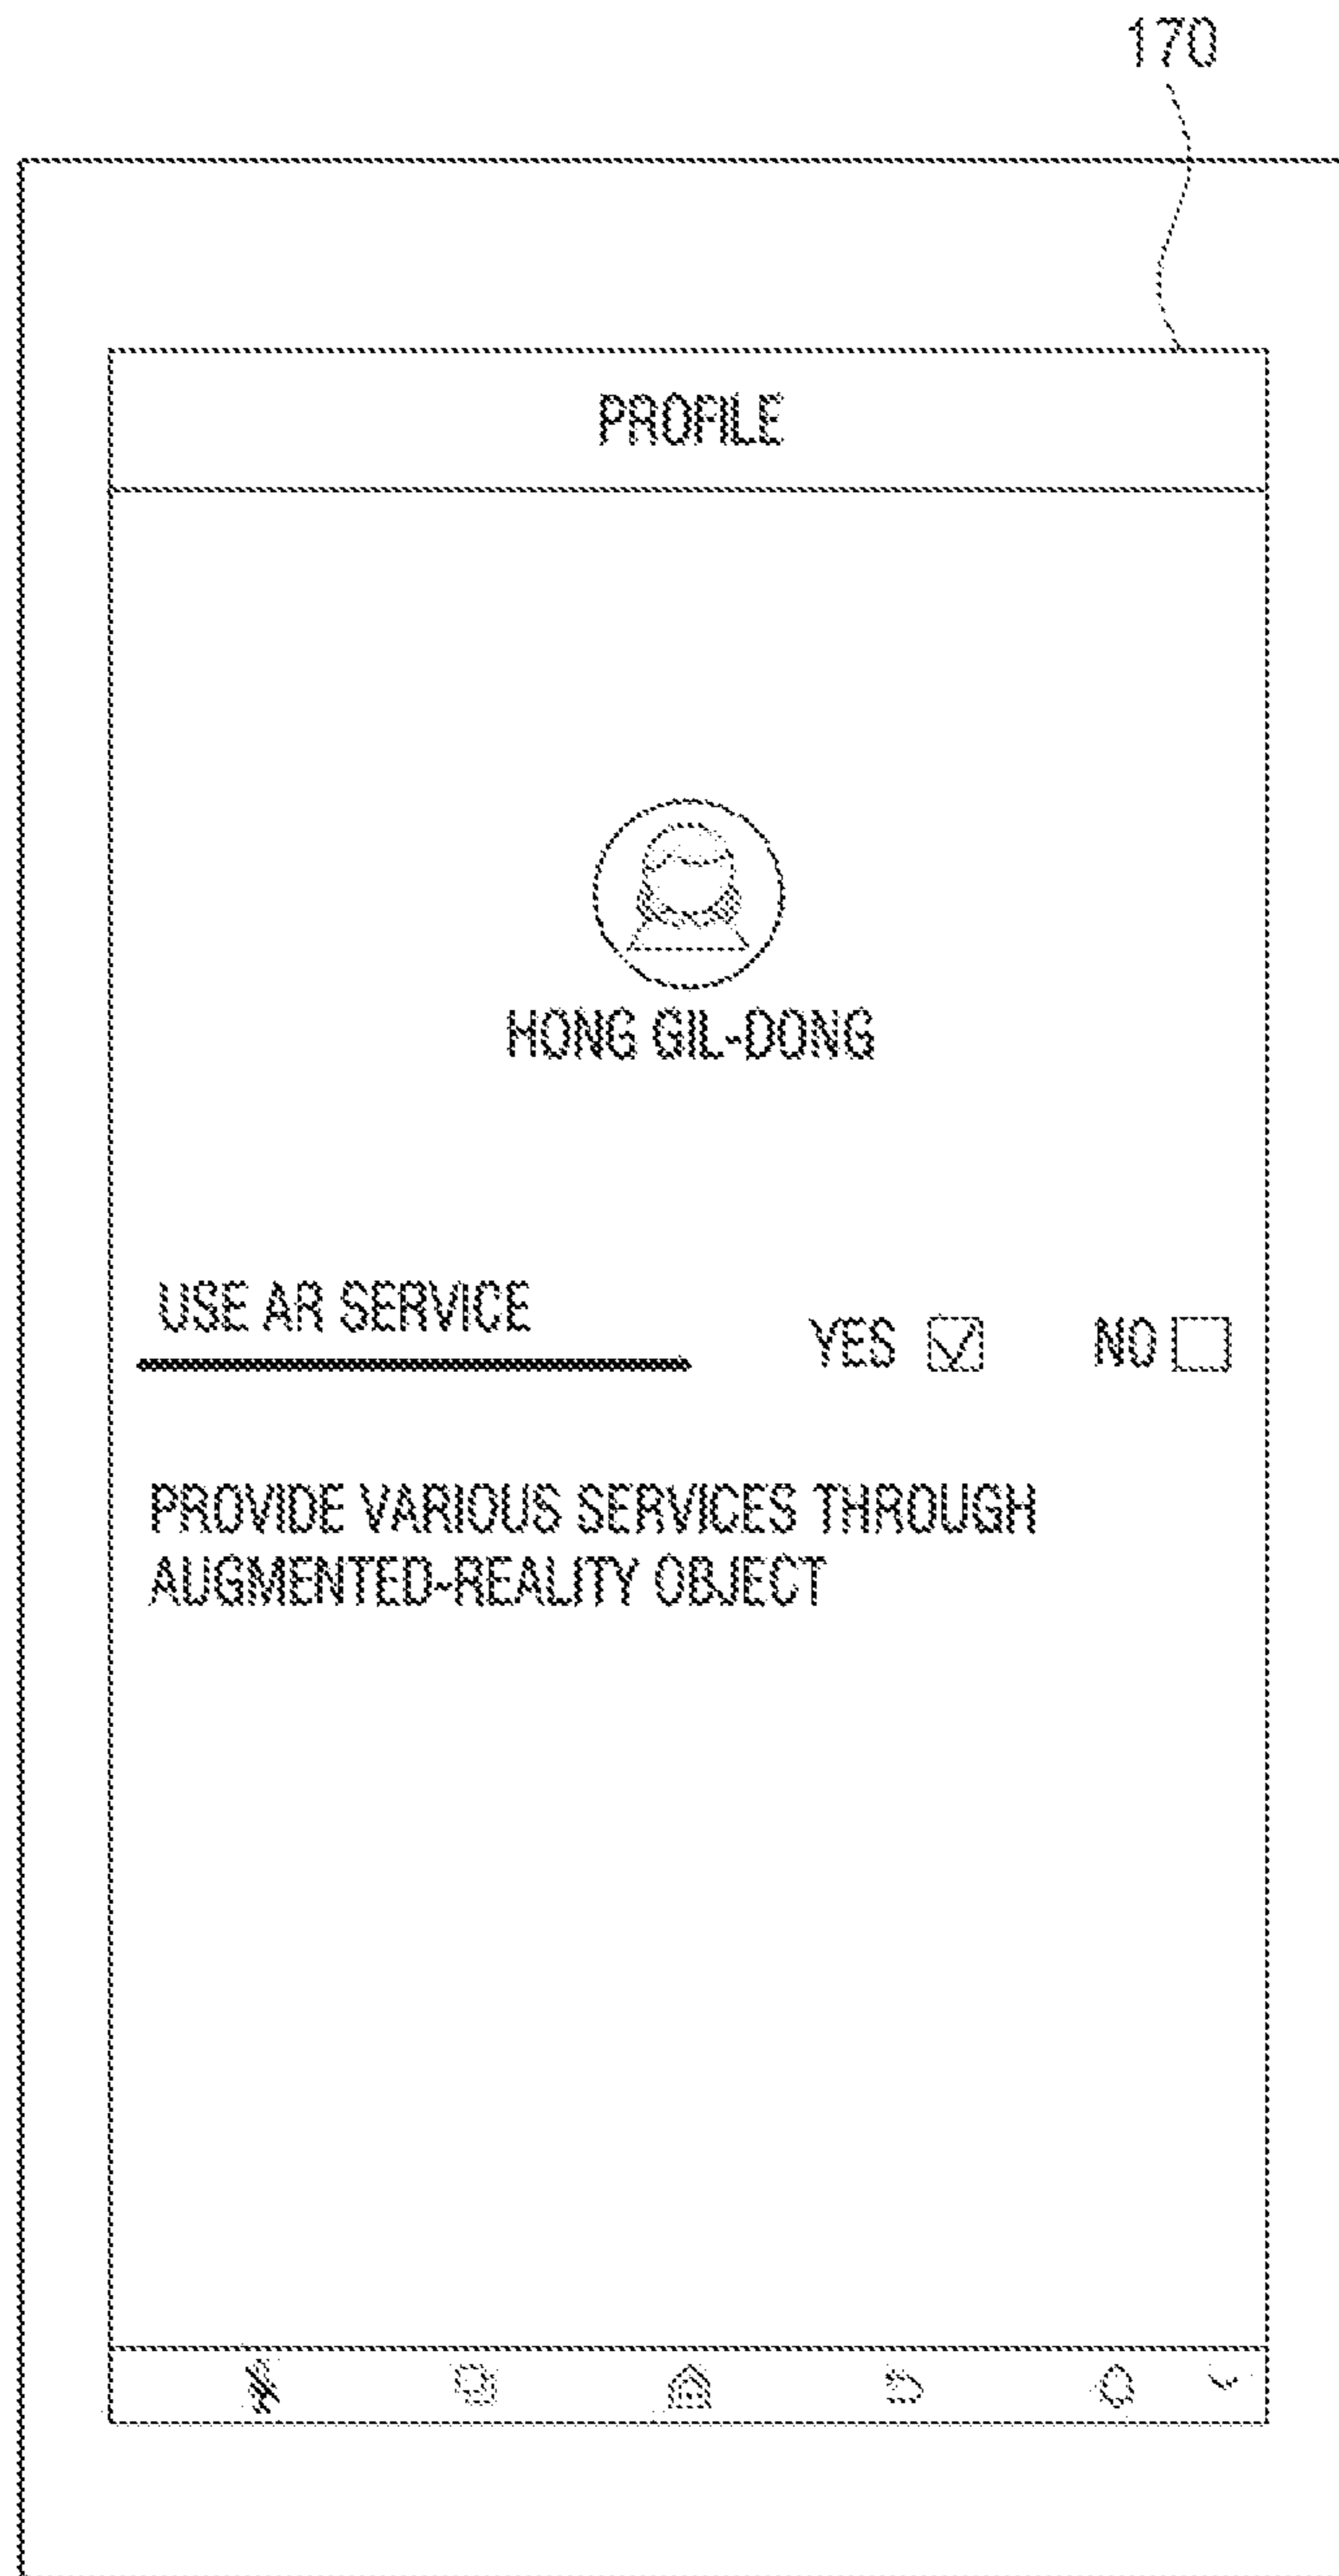 170
PROFILE
HONG GIL-DONG
USE AR SERVICE
YES NO
PROVIDE VARIOUS SERVICES THROUGH
AUGMENTED-REALITY OBJECT